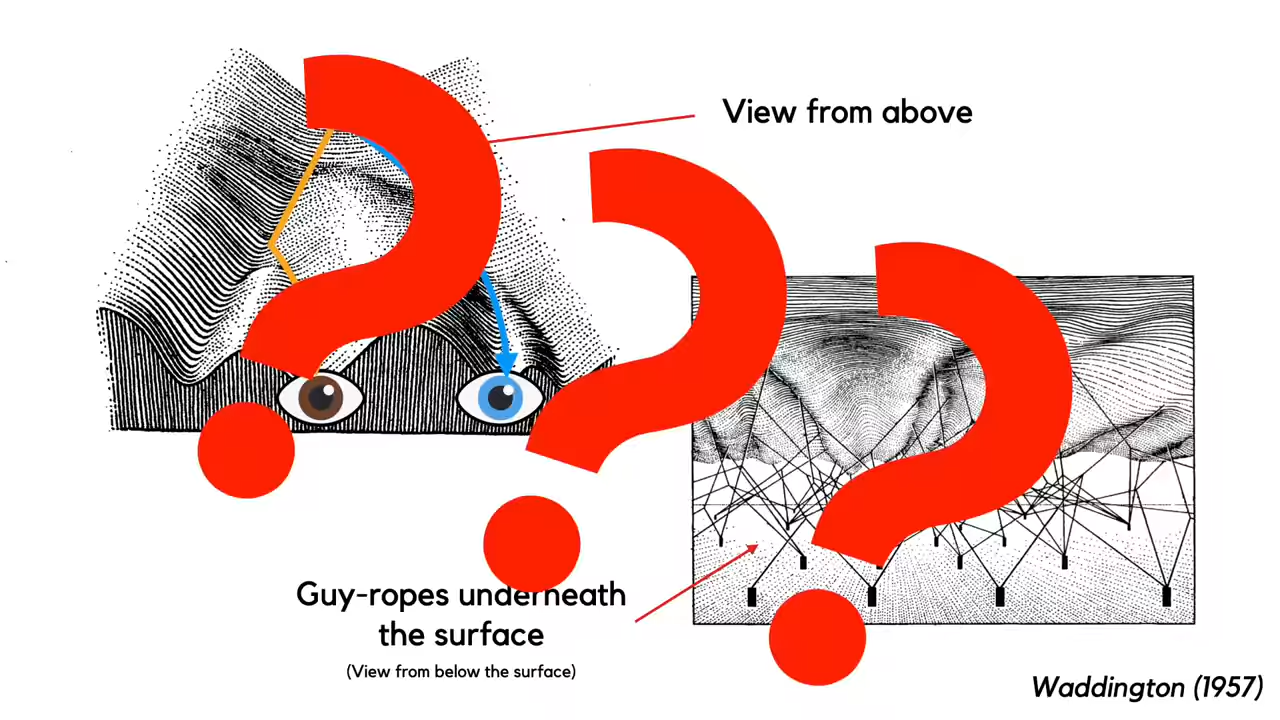 View from above
Guy-ropes underneath
the surface
(View from below the surface)
Waddington (1957)